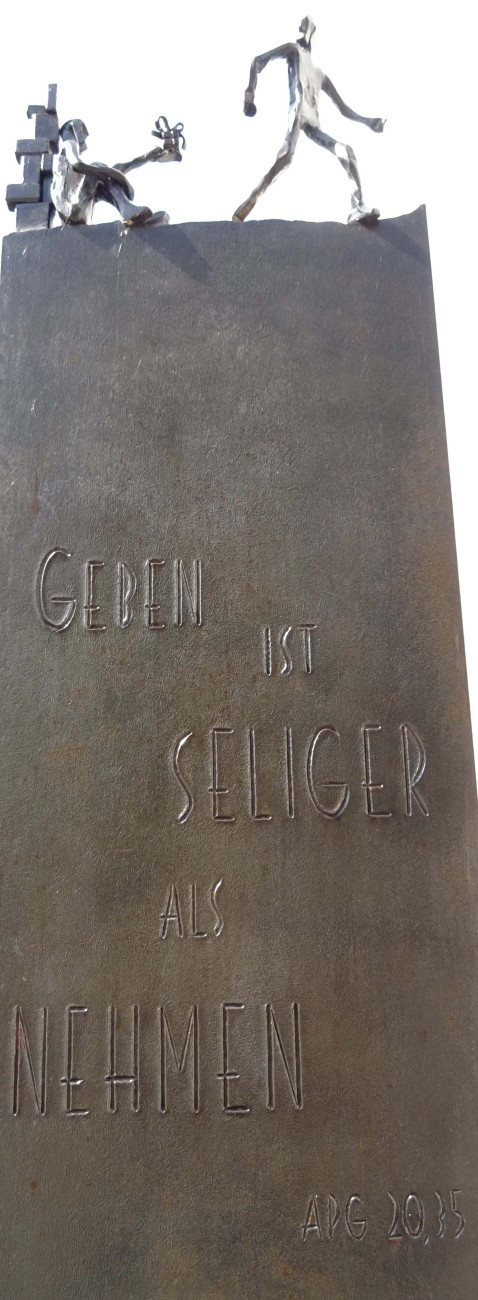 GEBEN
IST
SELIGER
ALS
NEHMEN
APG 20,35